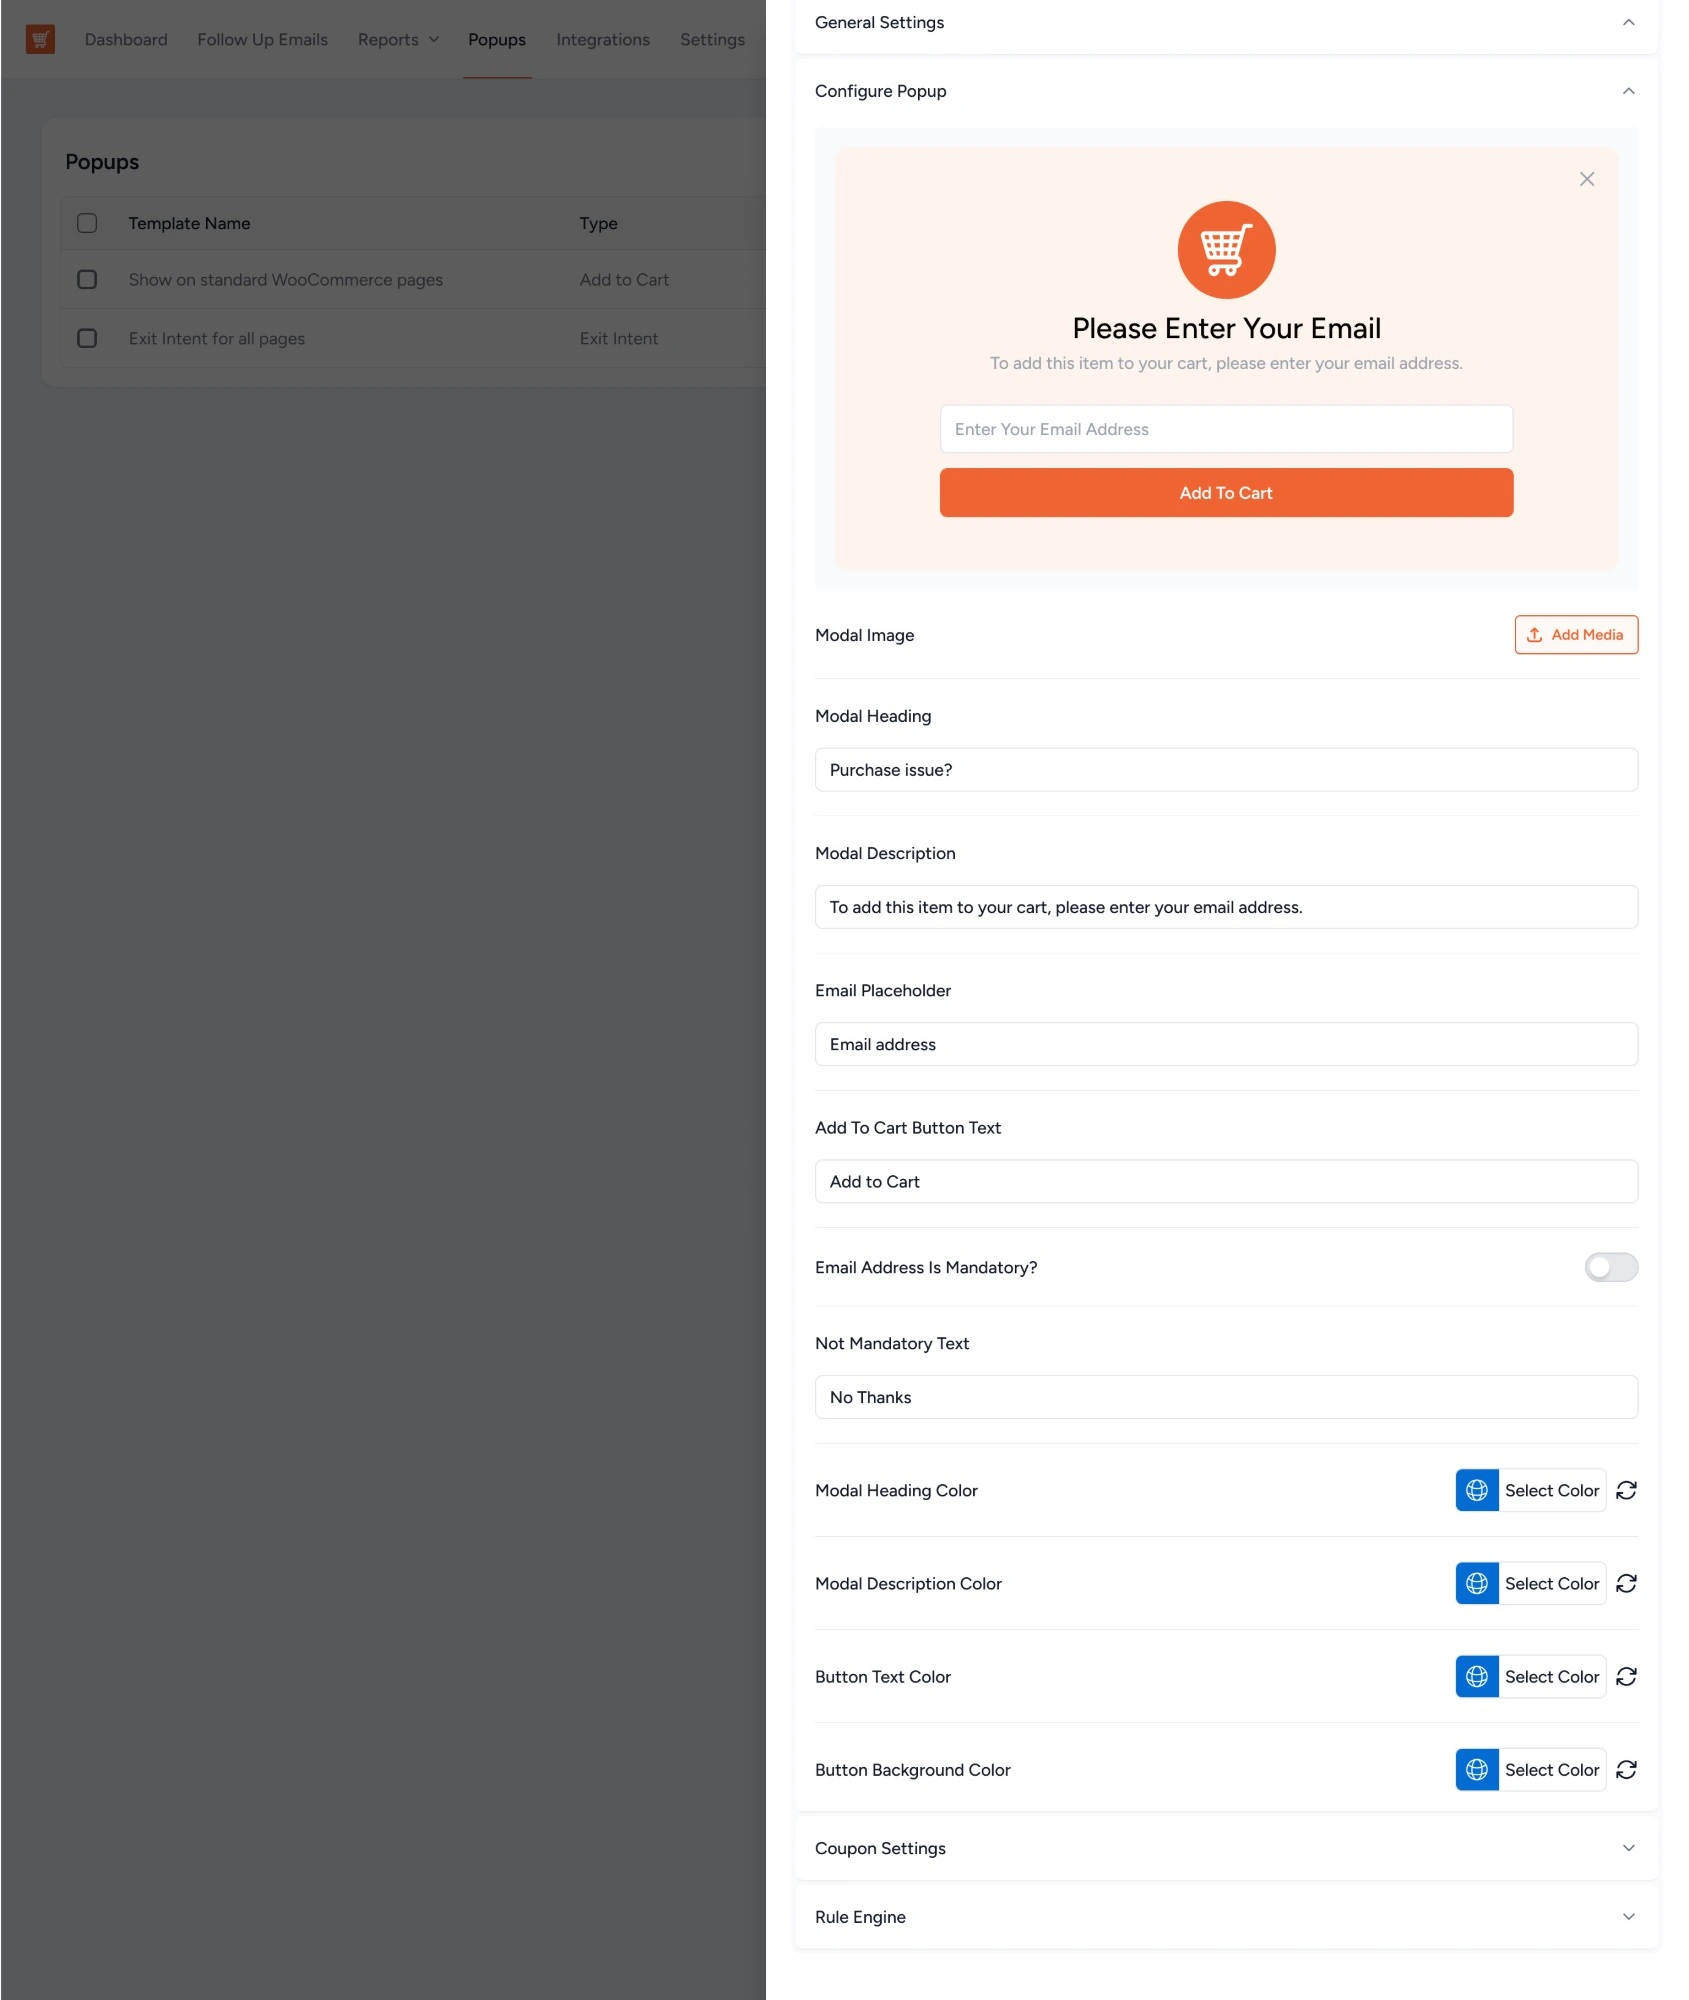 Dashboard
Follow Up Emails
Reports
Popups
Integrations
Settings
Popups
Template Name Type
Show on standard WooCommerce pages Add to Cart
Exit Intent for all pages Exit Intent
General Settings
Configure Popup
Please Enter Your Email
To add this item to your cart, please enter your email address.
Enter Your Email Address
Add To Cart
Modal Image
Add Media
Modal Heading
Purchase issue?
Modal Description
To add this item to your cart, please enter your email address.
Email Placeholder
Email address
Add To Cart Button Text
Add to Cart
Email Address Is Mandatory?
Not Mandatory Text
No Thanks
Modal Heading Color
Select Color
Modal Description Color
Select Color
Button Text Color
Select Color
Button Background Color
Select Color
Coupon Settings
Rule Engine